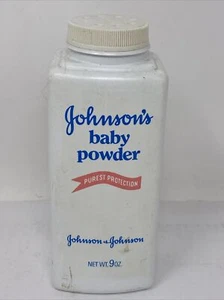 Johnson's
baby
powder
PUREST PROTECTION
Johnson & Johnson
NET WT. 9 OZ.